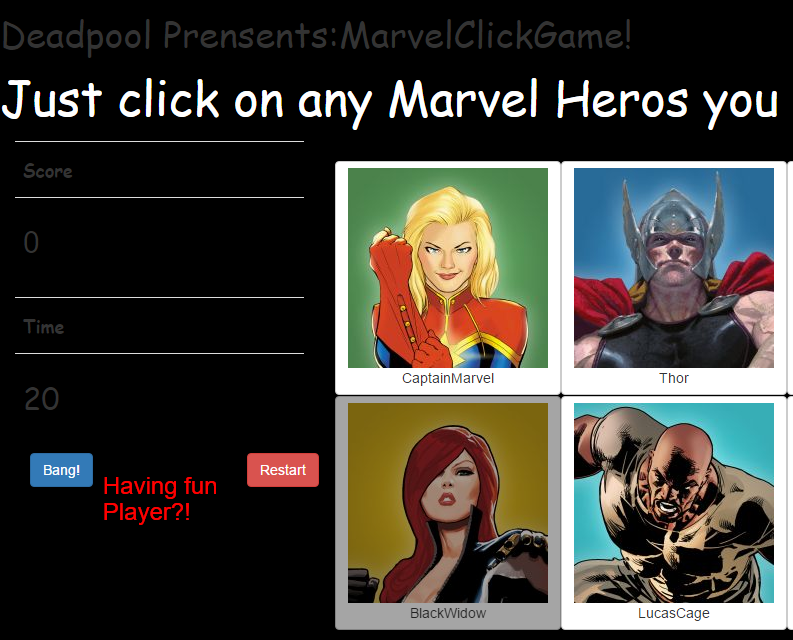 Deadpool Prensents:MarvelClickGame!
Just click on any Marvel Heros you
Score
0
Time
20
Bang!
Having fun
Player?!
Restart
CaptainMarvel
Thor
BlackWidow
LucasCage